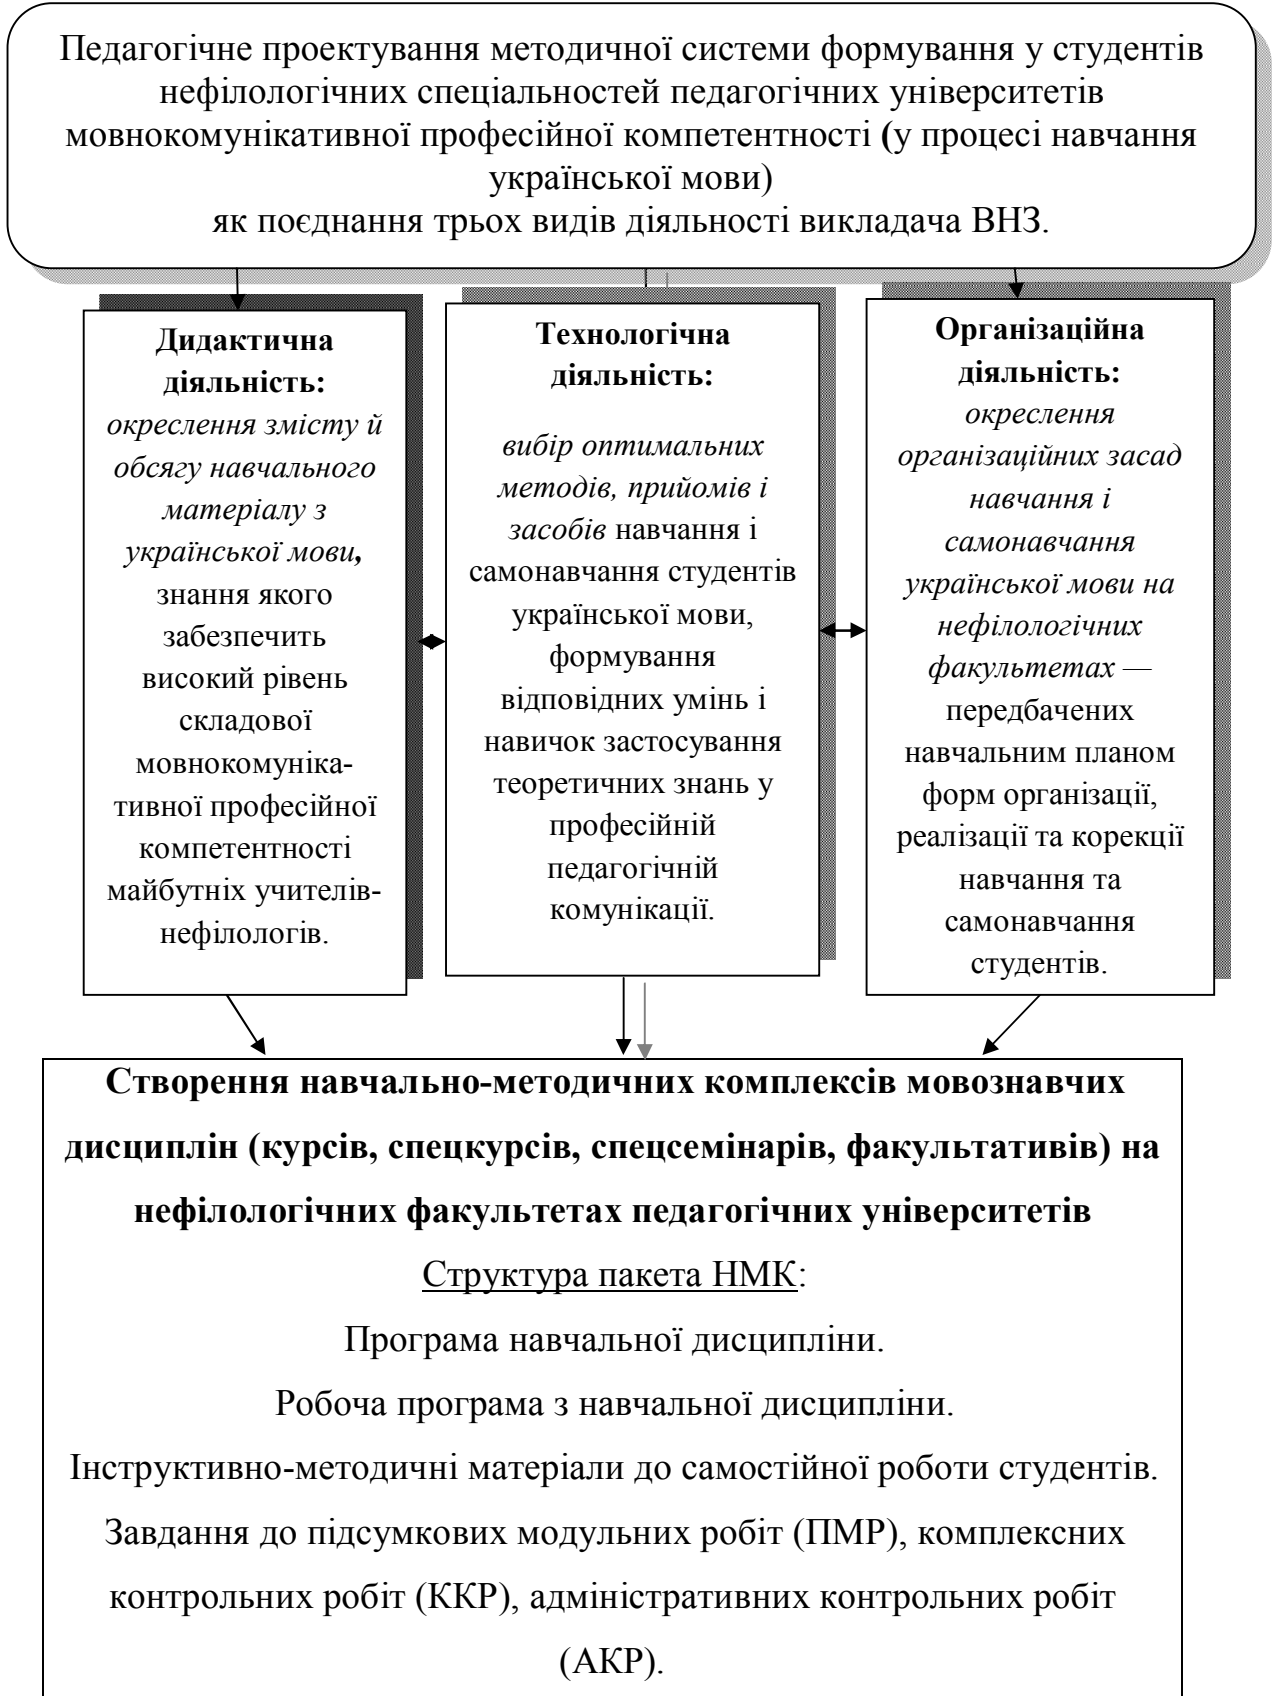 Педагогічне проектування методичної системи формування у студентів
нефілологічних спеціальностей педагогічних університетів
мовнокомунікативної професійної компетентності (у процесі навчання
української мови)
як поєднання трьох видів діяльності викладача ВНЗ.
Дидактична
діяльність:
окреслення змісту й
обсягу навчального
матеріалу з
української мови,
знання якого
забезпечить
високий рівень
складової
мовнокомуніка-
тивної професійної
компетентності
майбутніх учителів-
нефілологів.
Технологічна
діяльність:
вибір оптимальних
методів, прийомів і
засобів навчання і
самонавчання студентів
української мови,
формування
відповідних умінь і
навичок застосування
теоретичних знань у
професійній
педагогічній
комунікації.
Організаційна
діяльність:
окреслення
організаційних засад
навчання і
самонавчання
української мови на
нефілологічних
факультетах —
передбачених
навчальним планом
форм організації,
реалізації та корекції
навчання та
самонавчання
студентів.
Створення навчально-методичних комплексів мовознавчих
дисциплін (курсів, спецкурсів, спецсемінарів, факультативів) на
нефілологічних факультетах педагогічних університетів
Структура пакета НМК:
Програма навчальної дисципліни.
Робоча програма з навчальної дисципліни.
Інструктивно-методичні матеріали до самостійної роботи студентів.
Завдання до підсумкових модульних робіт (ПМР), комплексних
контрольних робіт (ККР), адміністративних контрольних робіт
(АКР).